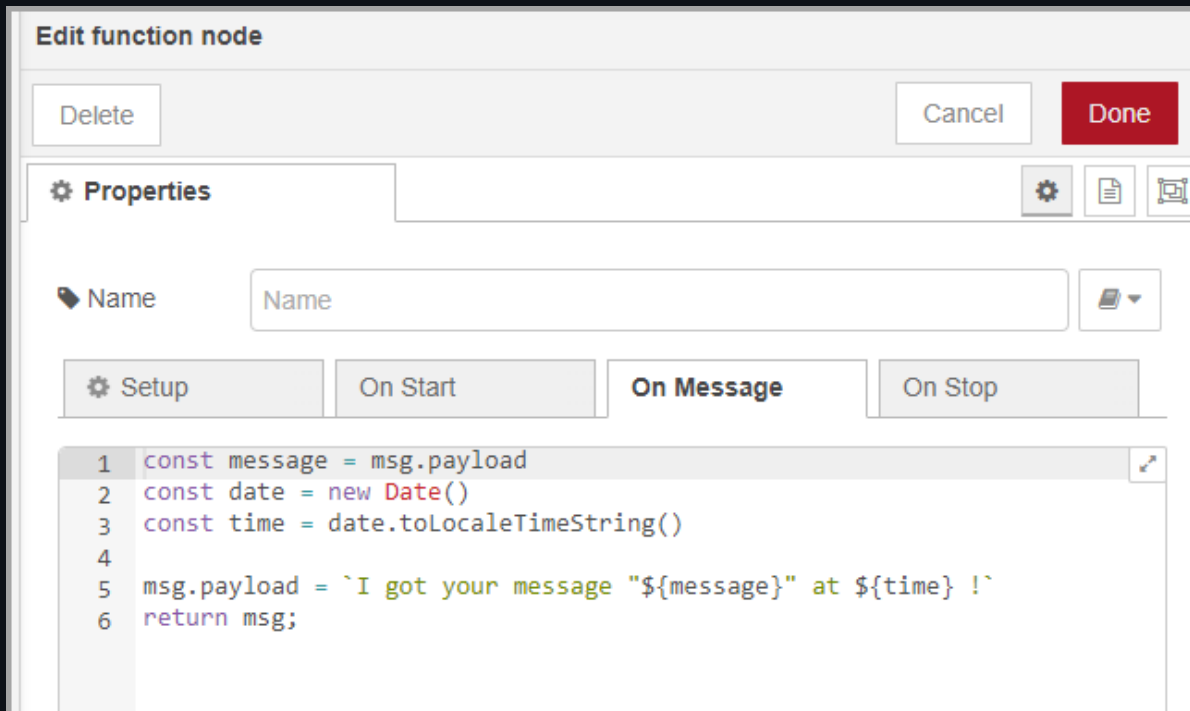 Edit function node
Delete
Cancel
Done
Properties
Name
Name
Setup
On Start
On Message
On Stop
1 const message = msg.payload
2 const date = new Date()
3 const time = date.toLocaleTimeString()
4
5 msg.payload = `I got your message "${message}" at ${time} !`
6 return msg;